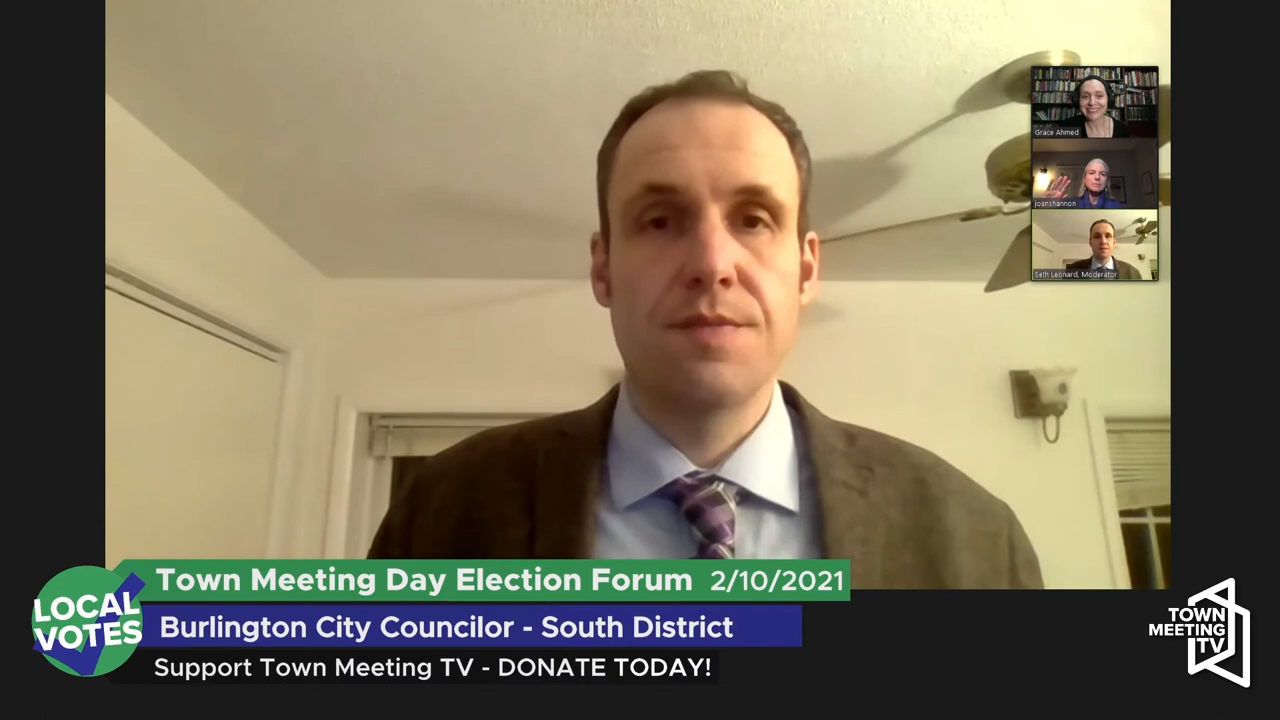 Grace Ahmed
joanshannon
Seth Leonard, Moderator
Town Meeting Day Election Forum 2/10/2021
LOCAL
VOTES
Burlington City Councilor - South District
Support Town Meeting TV - DONATE TODAY!
TOWN
MEETING
TV